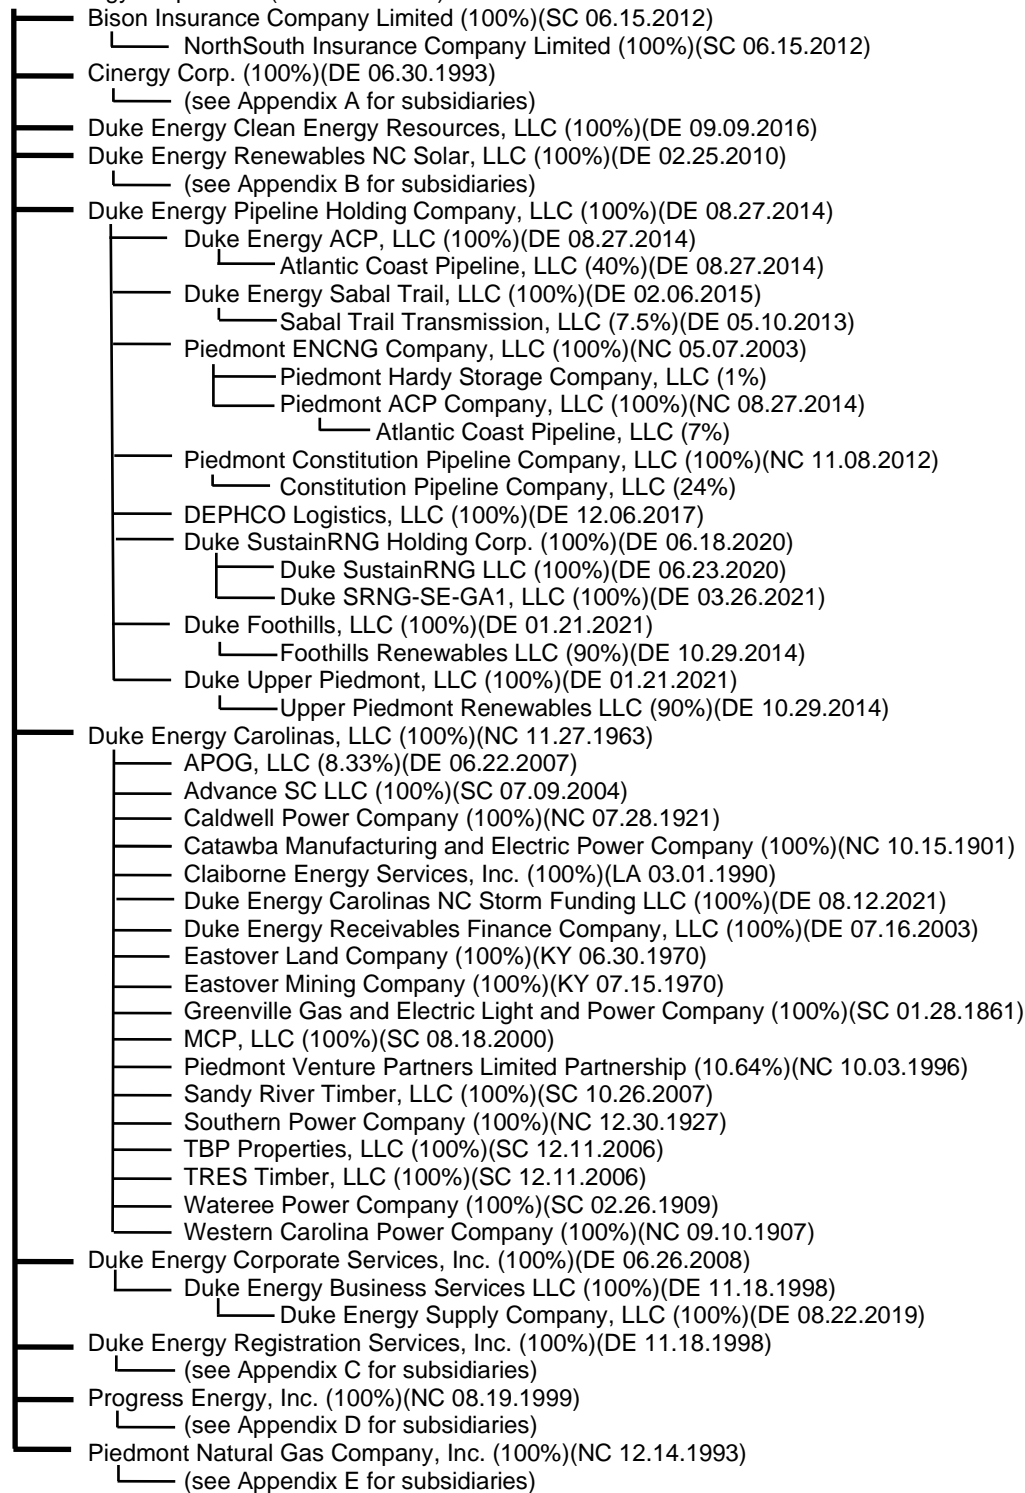 Bison Insurance Company Limited (100%)(SC 06.15.2012)
NorthSouth Insurance Company Limited (100%)(SC 06.15.2012)
Cinergy Corp. (100%)(DE 06.30.1993)
(see Appendix A for subsidiaries)
Duke Energy Clean Energy Resources, LLC (100%)(DE 09.09.2016)
Duke Energy Renewables NC Solar, LLC (100%)(DE 02.25.2010)
(see Appendix B for subsidiaries)
Duke Energy Pipeline Holding Company, LLC (100%)(DE 08.27.2014)
Duke Energy ACP, LLC (100%)(DE 08.27.2014)
Atlantic Coast Pipeline, LLC (40%)(DE 08.27.2014)
Duke Energy Sabal Trail, LLC (100%)(DE 02.06.2015)
Sabal Trail Transmission, LLC (7.5%)(DE 05.10.2013)
Piedmont ENCNG Company, LLC (100%)(NC 05.07.2003)
Piedmont Hardy Storage Company, LLC (1%)
Piedmont ACP Company, LLC (100%)(NC 08.27.2014)
Atlantic Coast Pipeline, LLC (7%)
Piedmont Constitution Pipeline Company, LLC (100%)(NC 11.08.2012)
Constitution Pipeline Company, LLC (24%)
DEPHCO Logistics, LLC (100%)(DE 12.06.2017)
Duke SustainRNG Holding Corp. (100%)(DE 06.18.2020)
Duke SustainRNG LLC (100%)(DE 06.23.2020)
Duke SRNG-SE-GA1, LLC (100%)(DE 03.26.2021)
Duke Foothills, LLC (100%)(DE 01.21.2021)
Foothills Renewables LLC (90%)(DE 10.29.2014)
Duke Upper Piedmont, LLC (100%)(DE 01.21.2021)
Upper Piedmont Renewables LLC (90%)(DE 10.29.2014)
Duke Energy Carolinas, LLC (100%)(NC 11.27.1963)
APOG, LLC (8.33%)(DE 06.22.2007)
Advance SC LLC (100%)(SC 07.09.2004)
Caldwell Power Company (100%)(NC 07.28.1921)
Catawba Manufacturing and Electric Power Company (100%)(NC 10.15.1901)
Claiborne Energy Services, Inc. (100%)(LA 03.01.1990)
Duke Energy Carolinas NC Storm Funding LLC (100%)(DE 08.12.2021)
Duke Energy Receivables Finance Company, LLC (100%)(DE 07.16.2003)
Eastover Land Company (100%)(KY 06.30.1970)
Eastover Mining Company (100%)(KY 07.15.1970)
Greenville Gas and Electric Light and Power Company (100%)(SC 01.28.1861)
MCP, LLC (100%)(SC 08.18.2000)
Piedmont Venture Partners Limited Partnership (10.64%)(NC 10.03.1996)
Sandy River Timber, LLC (100%)(SC 10.26.2007)
Southern Power Company (100%)(NC 12.30.1927)
TBP Properties, LLC (100%)(SC 12.11.2006)
TRES Timber, LLC (100%)(SC 12.11.2006)
Wateree Power Company (100%)(SC 02.26.1909)
Western Carolina Power Company (100%)(NC 09.10.1907)
Duke Energy Corporate Services, Inc. (100%)(DE 06.26.2008)
Duke Energy Business Services LLC (100%)(DE 11.18.1998)
Duke Energy Supply Company, LLC (100%)(DE 08.22.2019)
Duke Energy Registration Services, Inc. (100%)(DE 11.18.1998)
(see Appendix C for subsidiaries)
Progress Energy, Inc. (100%)(NC 08.19.1999)
(see Appendix D for subsidiaries)
Piedmont Natural Gas Company, Inc. (100%)(NC 12.14.1993)
(see Appendix E for subsidiaries)